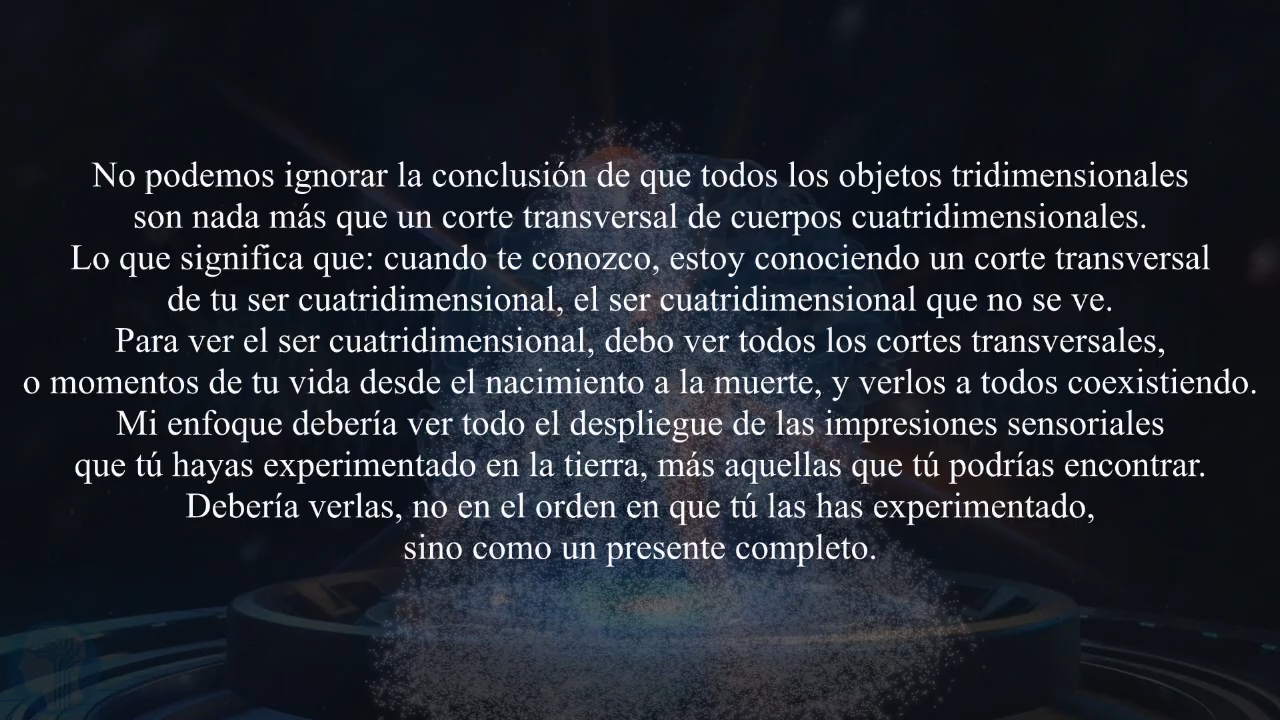 No podemos ignorar la conclusión de que todos los objetos tridimensionales
son nada más que un corte transversal de cuerpos cuatridimensionales.
Lo que significa que: cuando te conozco, estoy conociendo un corte transversal
de tu ser cuatridimensional, el ser cuatridimensional que no se ve.
Para ver el ser cuatridimensional, debo ver todos los cortes transversales,
o momentos de tu vida desde el nacimiento a la muerte, y verlos a todos coexistiendo.
Mi enfoque debería ver todo el despliegue de las impresiones sensoriales
que tú hayas experimentado en la tierra, más aquellas que tú podrías encontrar.
Debería verlas, no en el orden en que tú las has experimentado,
sino como un presente completo.